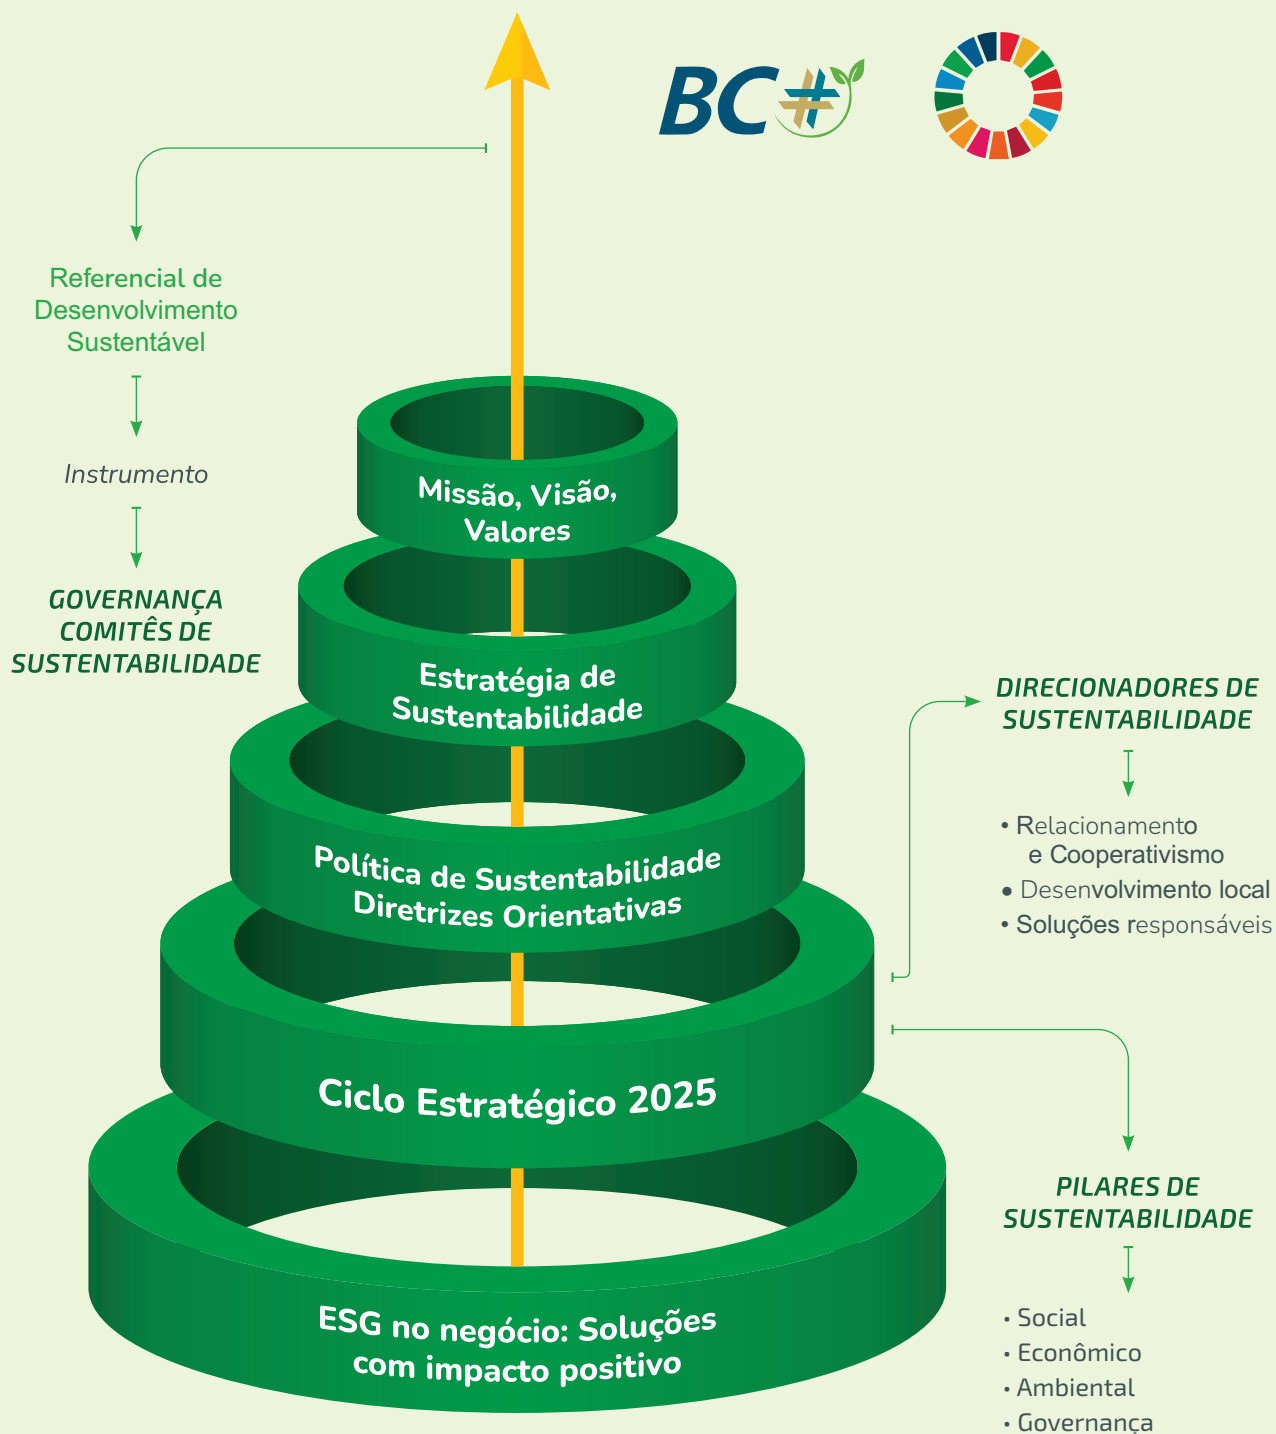 BC#
Referencial de
Desenvolvimento
Sustentável
Instrumento
GOVERNANÇA
COMITÊS DE
SUSTENTABILIDADE
Missão, Visão,
Valores
Estratégia de
Sustentabilidade
Política de Sustentabilidade
Diretrizes Orientativas
Ciclo Estratégico 2025
ESG no negócio: Soluções
com impacto positivo
DIRECIONADORES DE
SUSTENTABILIDADE
• Relacionamento
e Cooperativismo
• Desenvolvimento local
• Soluções responsáveis
PILARES DE
SUSTENTABILIDADE
• Social
• Econômico
• Ambiental
• Governança